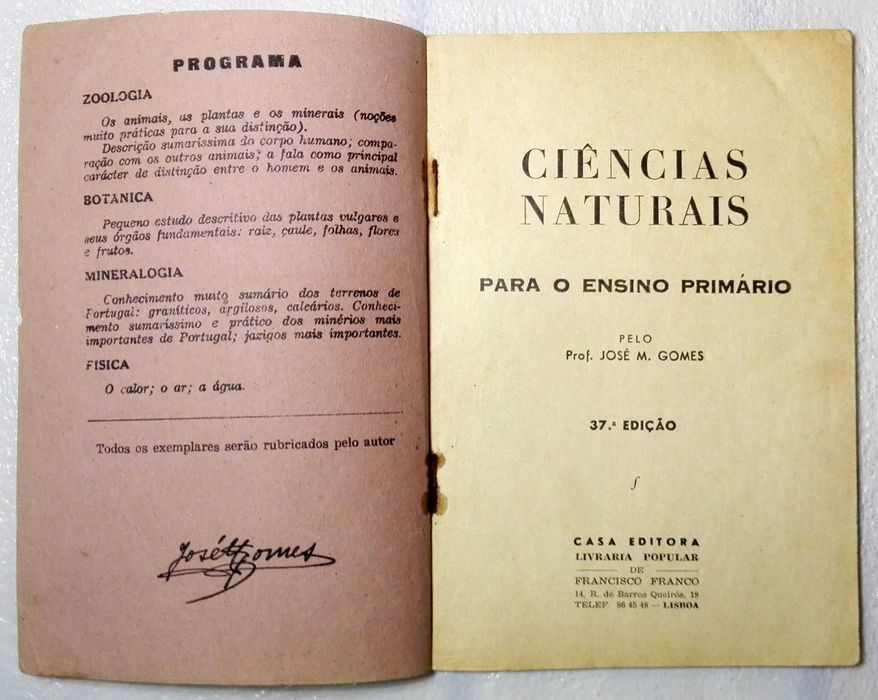 PROGRAMA
ZOOLOGIA
Os animais, as plantas e os minerais (noções
muito práticas para a sua distinção).
Descrição sumaríssima do corpo humano; compa-
ração com os outros animais; a fala como principal
carácter de distinção entre o homem e os animais.
BOTÂNICA
Pequeno estudo descritivo das plantas vulgares e
seus órgãos fundamentais: raiz, caule, folhas, flores
e frutos.
MINERALOGIA
Conhecimento muito sumário dos terrenos de
Portugal: graníticos, argilosos, calcários. Conheci-
mento sumaríssimo e prático dos minérios mais
importantes de Portugal; jazigos mais importantes.
FISICA
O calor; o ar; a água.
Todos os exemplares serão rubricados pelo autor
José M Gomes
CIÊNCIAS
NATURAIS
PARA O ENSINO PRIMÁRIO
PELO
Prof. JOSÉ M. GOMES
37.ª EDIÇÃO
f
CASA EDITORA
LIVRARIA POPULAR
DE
FRANCISCO FRANCO
14, R. de Barros Queirós, 18
TELEF 86 45 48 — LISBOA